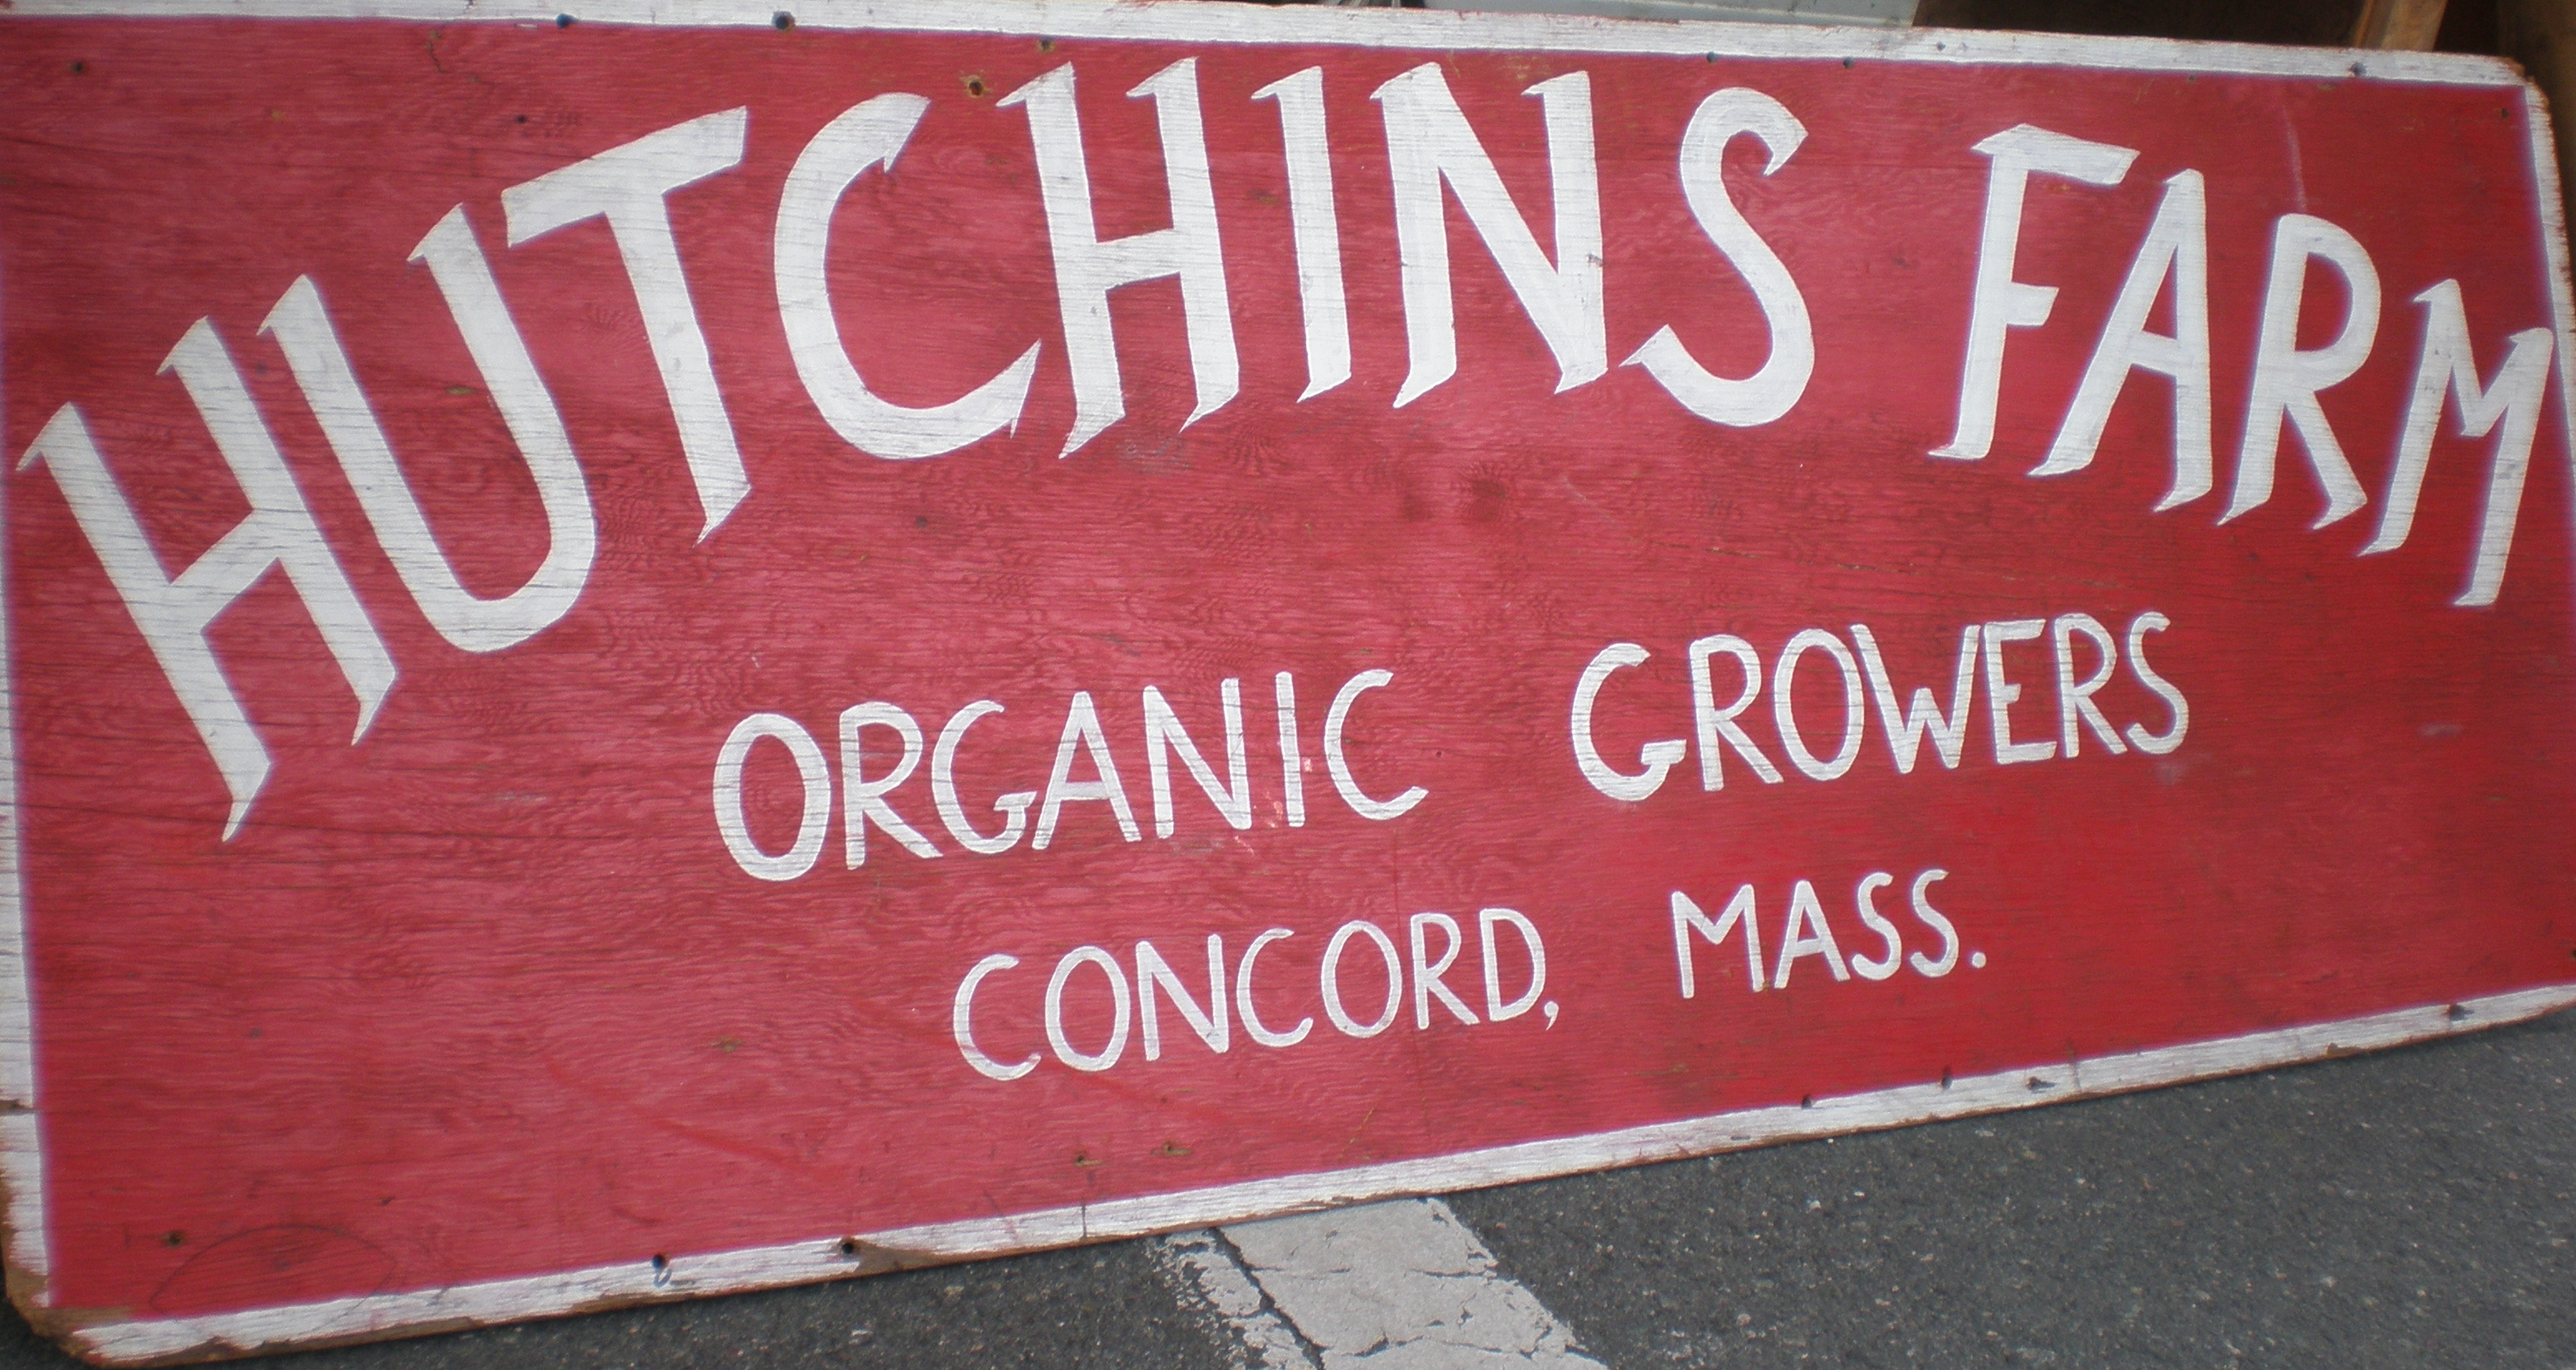 HUTCHINS FARM
ORGANIC GROWERS
CONCORD, MASS.